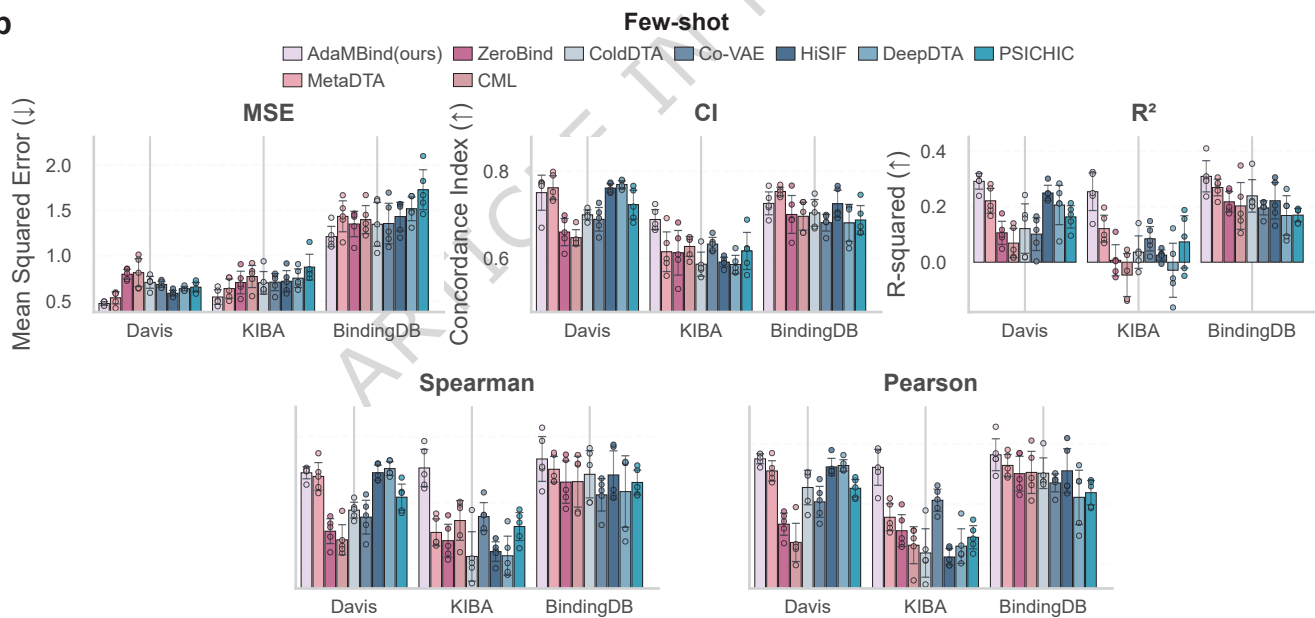 b
Few-shot
AdaMBind(ours) ZeroBind ColdDTA Co-VAE HiSIF DeepDTA PSICHIC
MetaDTA CML
MSE
Mean Squared Error (↓)
2.0
1.5
1.0
0.5
Davis KIBA BindingDB
CI
Concordance Index (↑)
0.8
0.6
Davis KIBA BindingDB
R²
R-squared (↑)
0.4
0.2
0.0
Davis KIBA BindingDB
Spearman
Davis KIBA BindingDB
Pearson
Davis KIBA BindingDB
ARTICLE IN